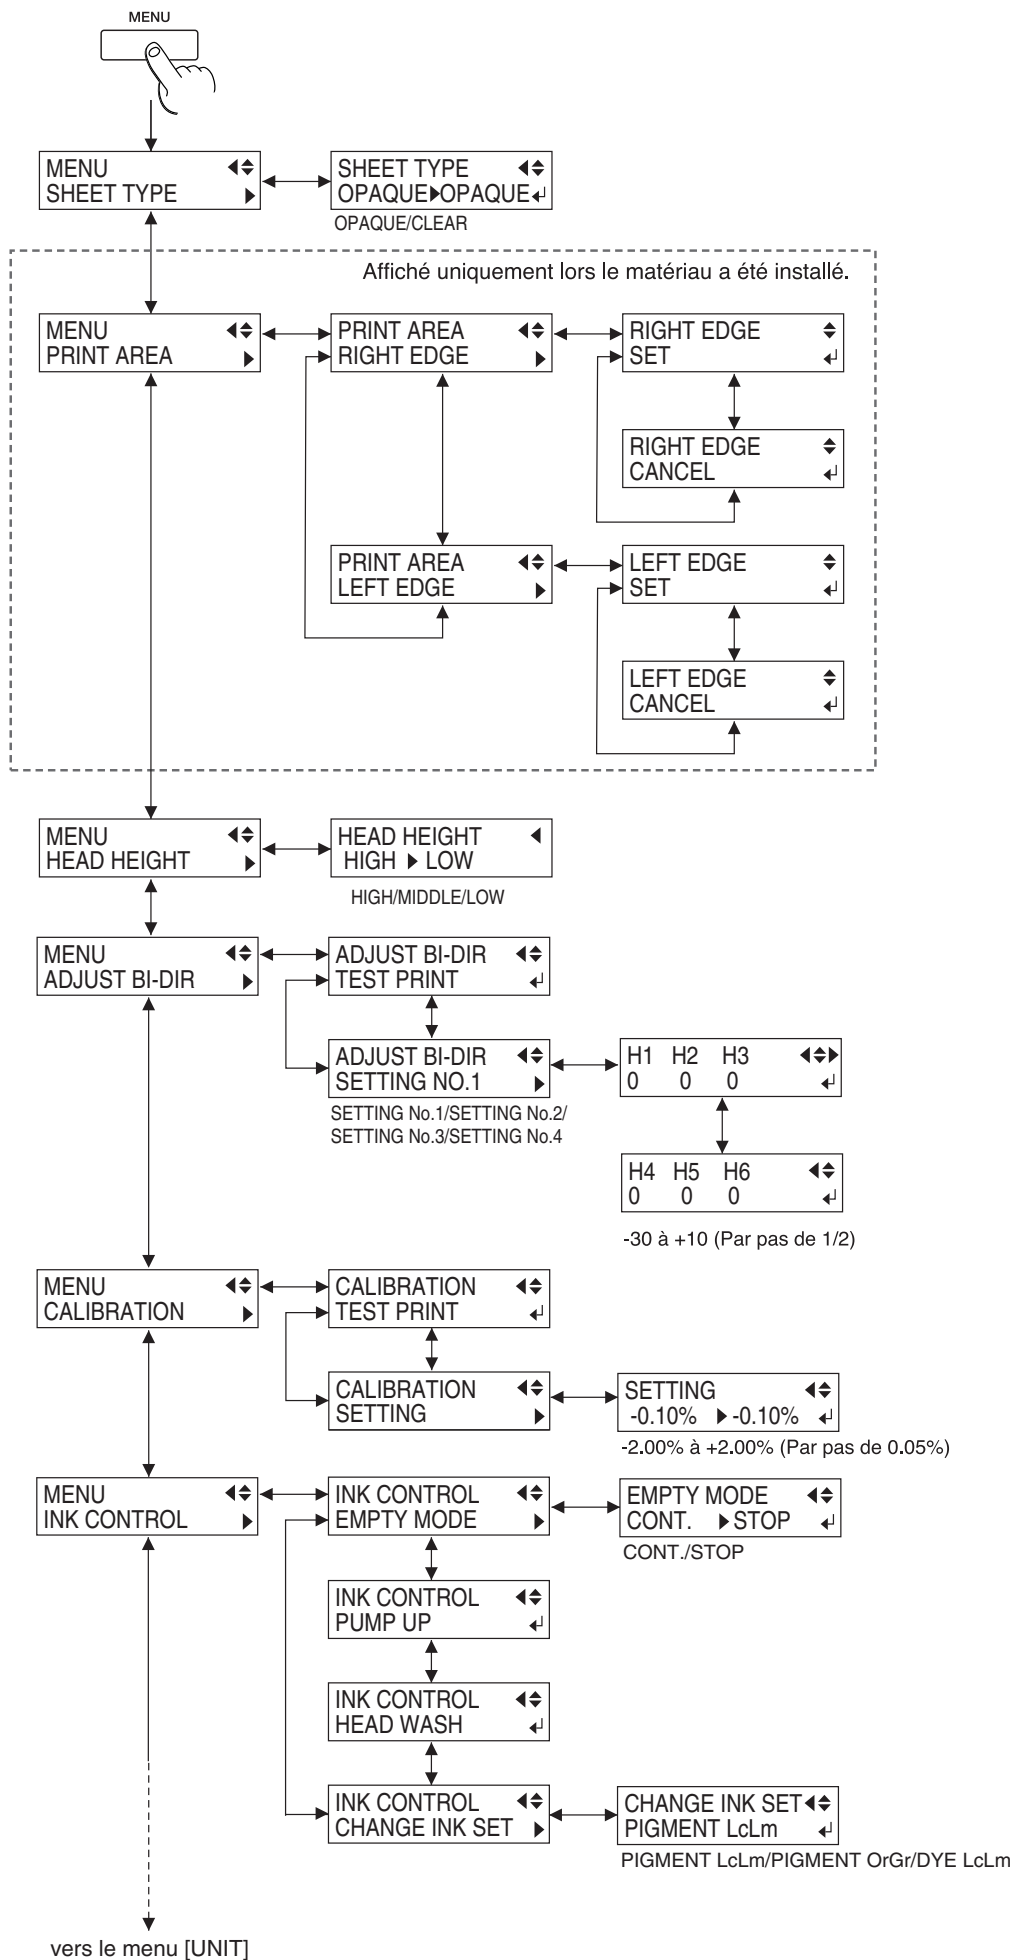 MENU
MENU
SHEET TYPE
SHEET TYPE
OPAQUE OPAQUE
OPAQUE/CLEAR
Affiché uniquement lors le matériau a été installé.
MENU
PRINT AREA
PRINT AREA
RIGHT EDGE
RIGHT EDGE
SET
RIGHT EDGE
CANCEL
PRINT AREA
LEFT EDGE
LEFT EDGE
SET
LEFT EDGE
CANCEL
MENU
HEAD HEIGHT
HEAD HEIGHT
HIGH LOW
HIGH/MIDDLE/LOW
MENU
ADJUST BI-DIR
ADJUST BI-DIR
TEST PRINT
ADJUST BI-DIR
SETTING NO.1
SETTING No.1/SETTING No.2/
SETTING No.3/SETTING No.4
H1 H2 H3
0 0 0
H4 H5 H6
0 0 0
-30 à +10 (Par pas de 1/2)
MENU
CALIBRATION
CALIBRATION
TEST PRINT
CALIBRATION
SETTING
SETTING
-0.10% -0.10%
-2.00% à +2.00% (Par pas de 0.05%)
MENU
INK CONTROL
INK CONTROL
EMPTY MODE
EMPTY MODE
CONT. STOP
CONT./STOP
INK CONTROL
PUMP UP
INK CONTROL
HEAD WASH
INK CONTROL
CHANGE INK SET
CHANGE INK SET
PIGMENT LcLm
PIGMENT LcLm/PIGMENT OrGr/DYE LcLm
vers le menu [UNIT]